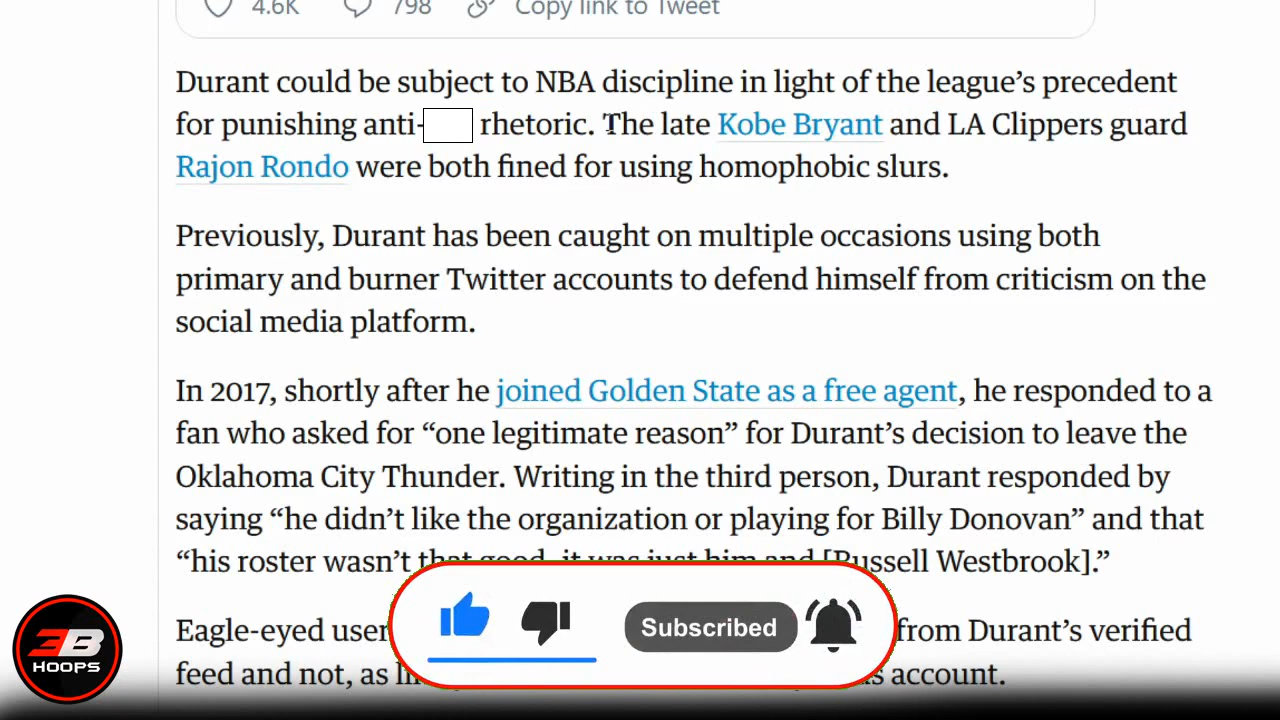 4.6K 798 Copy link to Tweet
Durant could be subject to NBA discipline in light of the league’s precedent
for punishing anti- rhetoric. The late Kobe Bryant and LA Clippers guard
Rajon Rondo were both fined for using homophobic slurs.
Previously, Durant has been caught on multiple occasions using both
primary and burner Twitter accounts to defend himself from criticism on the
social media platform.
In 2017, shortly after he joined Golden State as a free agent, he responded to a
fan who asked for “one legitimate reason” for Durant’s decision to leave the
Oklahoma City Thunder. Writing in the third person, Durant responded by
saying “he didn’t like the organization or playing for Billy Donovan” and that
“his roster wasn’t that good, it was just him and [Russell Westbrook].”
Eagle-eyed user from Durant’s verified
feed and not, as account.
Subscribed
3B
HOOPS